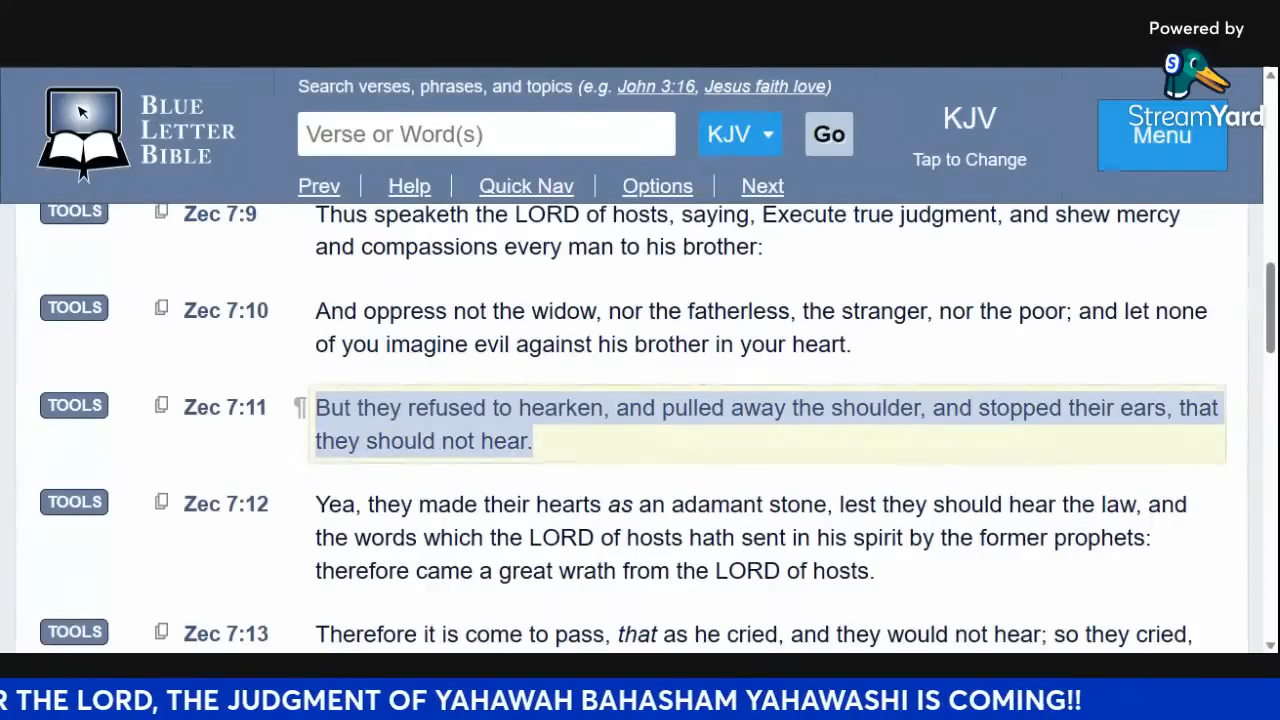 Powered by
StreamYard
BLUE
LETTER
BIBLE
Search verses, phrases, and topics (e.g. John 3:16, Jesus faith love)
Verse or Word(s)
KJV
Go
KJV
Tap to Change
Menu
Prev
Help
Quick Nav
Options
Next
TOOLS Zec 7:9 Thus speaketh the LORD of hosts, saying, Execute true judgment, and shew mercy
and compassions every man to his brother:
TOOLS Zec 7:10 And oppress not the widow, nor the fatherless, the stranger, nor the poor; and let none
of you imagine evil against his brother in your heart.
TOOLS Zec 7:11 ¶ But they refused to hearken, and pulled away the shoulder, and stopped their ears, that
they should not hear.
TOOLS Zec 7:12 Yea, they made their hearts as an adamant stone, lest they should hear the law, and
the words which the LORD of hosts hath sent in his spirit by the former prophets:
therefore came a great wrath from the LORD of hosts.
TOOLS Zec 7:13 Therefore it is come to pass, that as he cried, and they would not hear; so they cried,
R THE LORD, THE JUDGMENT OF YAHAWAH BAHASHAM YAHAWASHI IS COMING!!